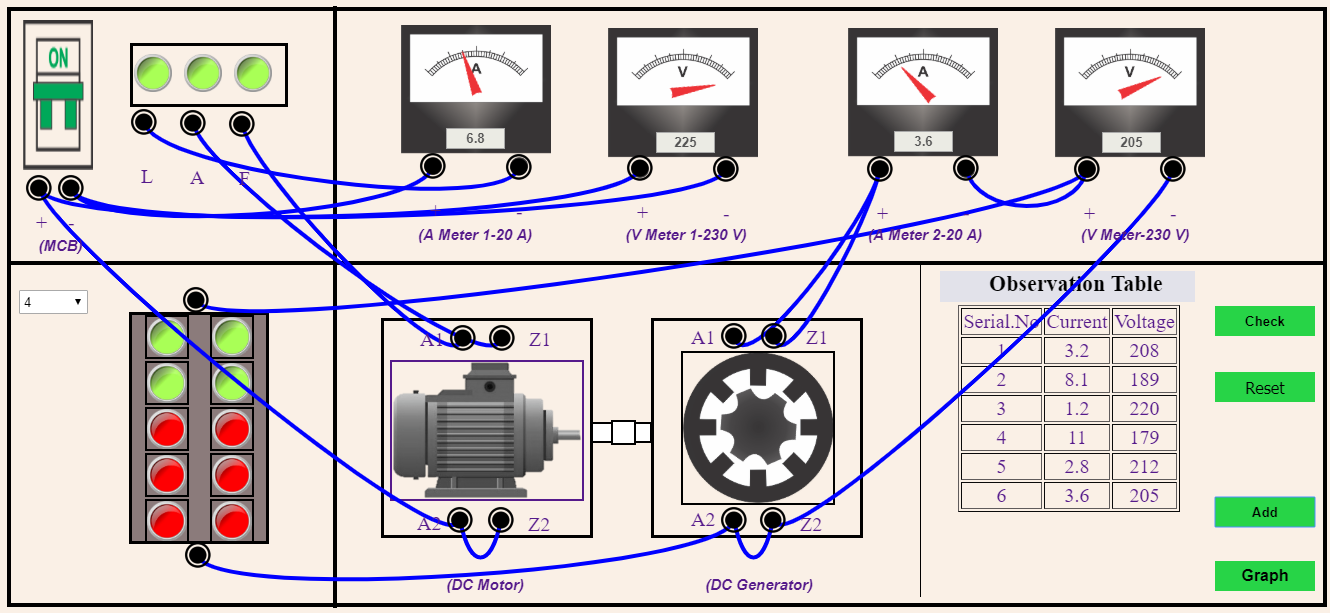 ON
A
V
A
V
6.8
225
3.6
205
L A F
+ - + - + - + - + -
(MCB)
(A Meter 1-20 A) (V Meter 1-230 V) (A Meter 2-20 A) (V Meter-230 V)
4
Observation Table
Serial.No Current Voltage
1 3.2 208
2 8.1 189
3 1.2 220
4 11 179
5 2.8 212
6 3.6 205
Check
Reset
Add
Graph
A1 Z1 A1 Z1
A2 Z2 A2 Z2
(DC Motor) (DC Generator)